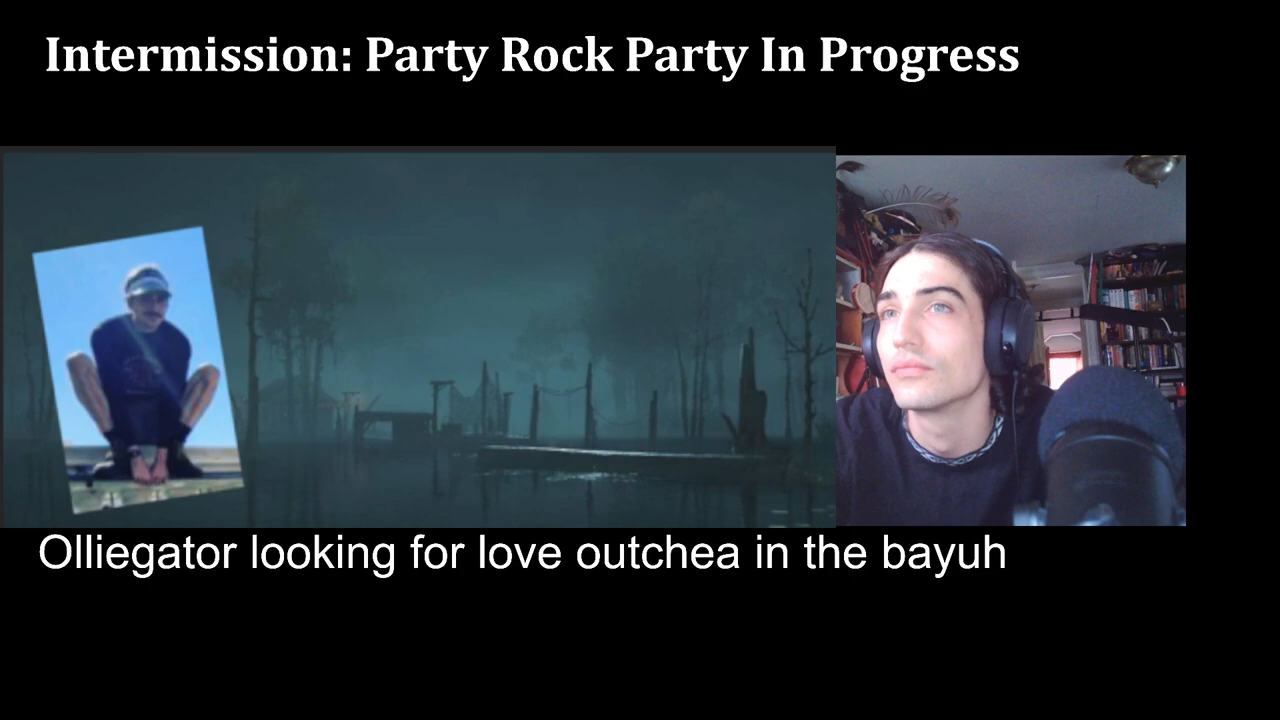 Intermission: Party Rock Party In Progress
Olliegator looking for love outchea in the bayuh